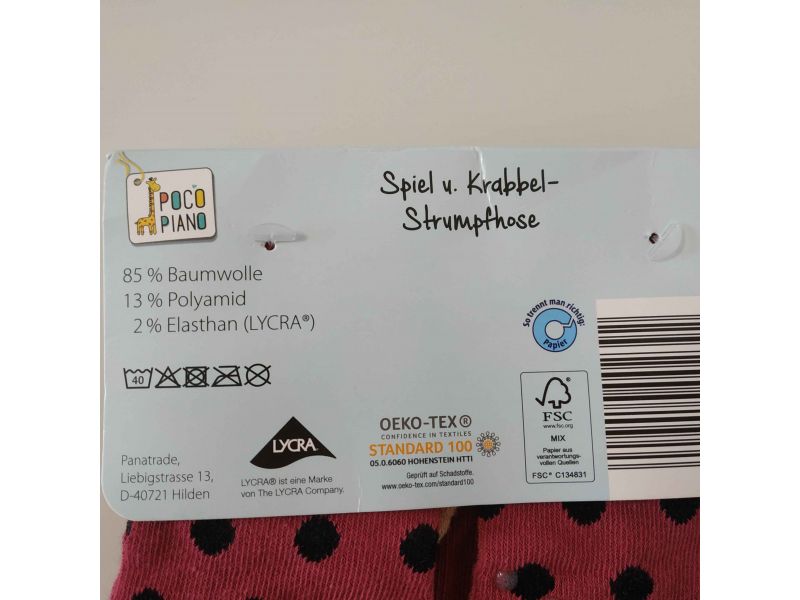 POCO
PIANO
Spiel u. Krabbel-
Strumpfhose
85 % Baumwolle
13 % Polyamid
2 % Elasthan (LYCRA®)
40
So trennt man richtig:
Papier
LYCRA
LYCRA® ist eine Marke
von The LYCRA Company.
OEKO-TEX®
CONFIDENCE IN TEXTILES
STANDARD 100
05.0.6060 HOHENSTEIN HTTI
Geprüft auf Schadstoffe.
www.oeko-tex.com/standard100
FSC
www.fsc.org
MIX
Papier aus
verantwortungs-
vollen Quellen
FSC® C134831
Panatrade,
Liebigstrasse 13,
D-40721 Hilden